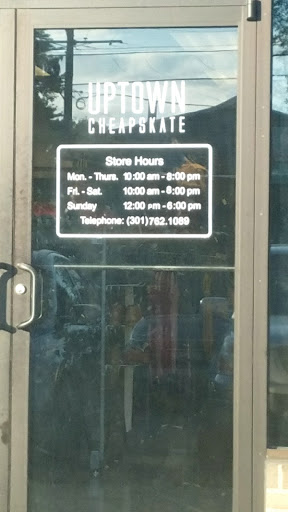 UPTOWN
CHEAPSKATE
Store Hours
Mon. - Thurs. 10:00 am - 8:00 pm
Fri. - Sat. 10:00 am - 6:00 pm
Sunday 12:00 PM - 6:00 pm
Telephone: (301)762.1089